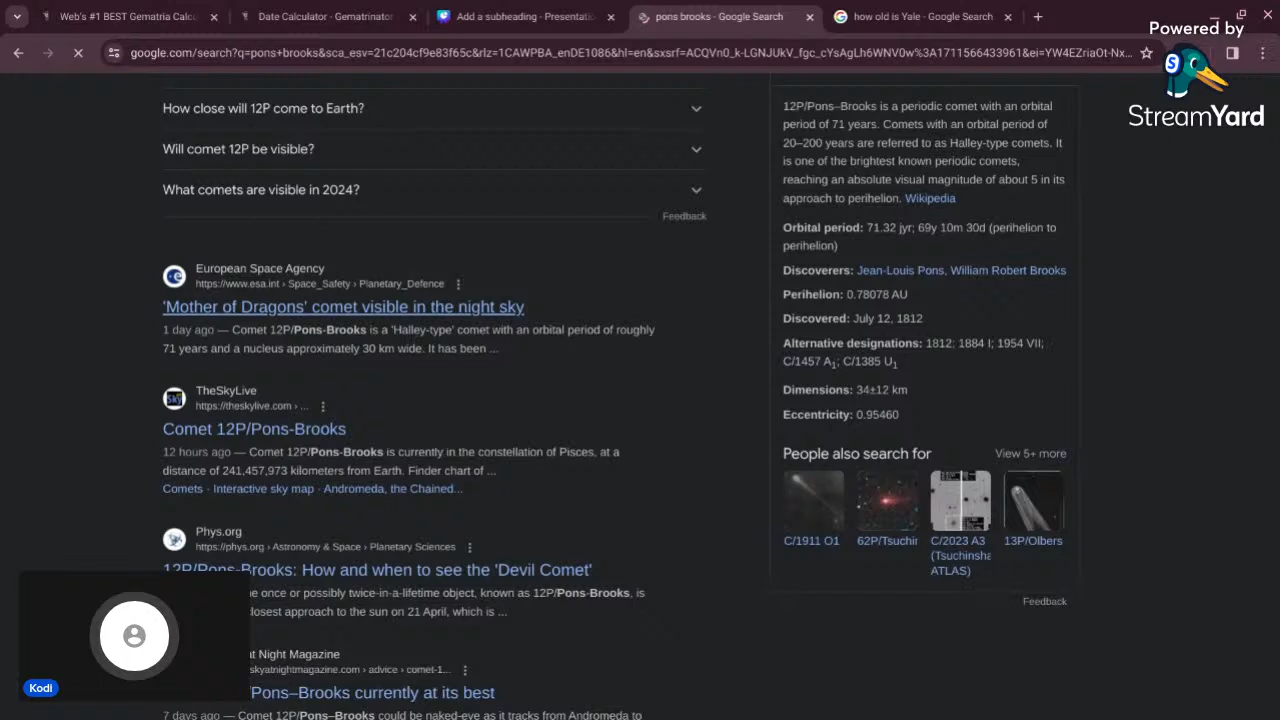 Web's #1 BEST Gematria Calcu
Date Calculator - Gematrinator
Add a subheading - Presentatio
pons brooks - Google Search
how old is Yale - Google Search
google.com/search?q=pons+brooks&sca_esv=21c204cf9e83f65c&rlz=1CAWPBA_enDE1086&hl=en&sxsrf=ACQVn0_k-LGNJUkV_fgc_cYsAgLh6WNV0w%3A1711566433961&ei=YW4EZriaOt-Nx...
Powered by
StreamYard
How close will 12P come to Earth?
Will comet 12P be visible?
What comets are visible in 2024?
Feedback
European Space Agency
https://www.esa.int › Space_Safety › Planetary_Defence
'Mother of Dragons' comet visible in the night sky
1 day ago — Comet 12P/Pons-Brooks is a 'Halley-type' comet with an orbital period of roughly
71 years and a nucleus approximately 30 km wide. It has been ...
Sky
TheSkyLive
https://theskylive.com › ...
Comet 12P/Pons-Brooks
12 hours ago — Comet 12P/Pons-Brooks is currently in the constellation of Pisces, at a
distance of 241,457,973 kilometers from Earth. Finder chart of ...
Comets · Interactive sky map · Andromeda, the Chained...
Phys.org
https://phys.org › Astronomy & Space › Planetary Sciences
12P/Pons-Brooks: How and when to see the 'Devil Comet'
e once or possibly twice-in-a-lifetime object, known as 12P/Pons-Brooks, is
losest approach to the sun on 21 April, which is ...
at Night Magazine
skyatnightmagazine.com › advice › comet-1...
/Pons–Brooks currently at its best
7 days ago — Comet 12P/Pons–Brooks could be naked-eye as it tracks from Andromeda to
12P/Pons–Brooks is a periodic comet with an orbital
period of 71 years. Comets with an orbital period of
20–200 years are referred to as Halley-type comets. It
is one of the brightest known periodic comets,
reaching an absolute visual magnitude of about 5 in its
approach to perihelion. Wikipedia
Orbital period: 71.32 jyr; 69y 10m 30d (perihelion to
perihelion)
Discoverers: Jean-Louis Pons, William Robert Brooks
Perihelion: 0.78078 AU
Discovered: July 12, 1812
Alternative designations: 1812; 1884 I; 1954 VII;
C/1457 A1; C/1385 U1
Dimensions: 34±12 km
Eccentricity: 0.95460
People also search for
View 5+ more
C/1911 O1
62P/Tsuchin
C/2023 A3
(Tsuchinsha
ATLAS)
13P/Olbers
Feedback
Kodi